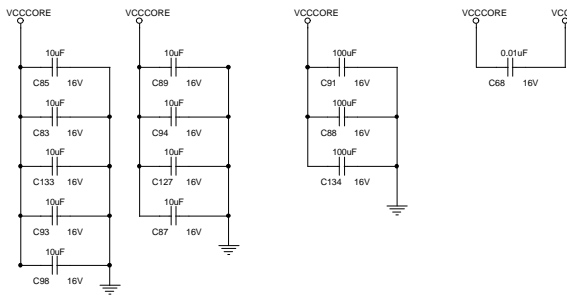 VCCCORE
10uF
C85 16V
10uF
C83 16V
10uF
C133 16V
10uF
C93 16V
10uF
C98 16V
VCCCORE
10uF
C89 16V
10uF
C94 16V
10uF
C127 16V
10uF
C87 16V
VCCCORE
100uF
C91 16V
100uF
C88 16V
100uF
C134 16V
VCCCORE
0.01uF
C68 16V